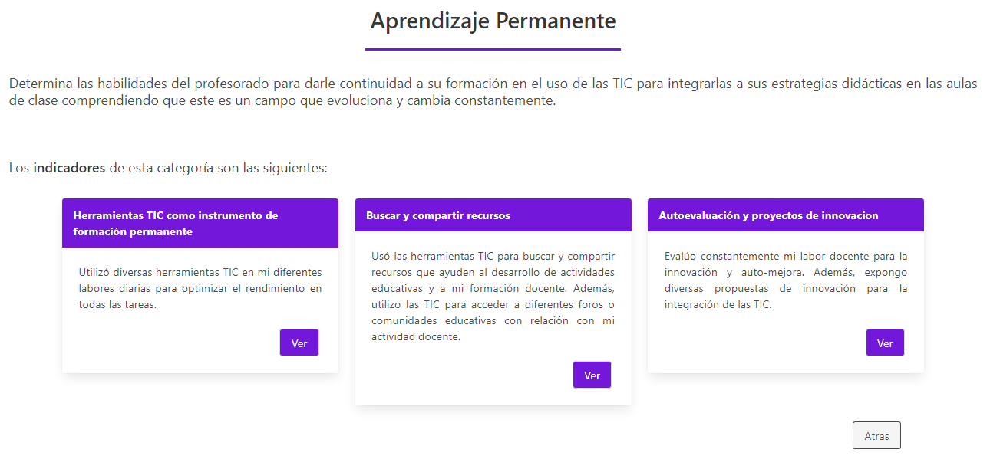 Aprendizaje Permanente
Determina las habilidades del profesorado para darle continuidad a su formación en el uso de las TIC para integrarlas a sus estrategias didácticas en las aulas
de clase comprendiendo que este es un campo que evoluciona y cambia constantemente.
Los indicadores de esta categoría son las siguientes:
Herramientas TIC como instrumento de
formación permanente
Utilizó diversas herramientas TIC en mi diferentes
labores diarias para optimizar el rendimiento en
todas las tareas.
Ver
Buscar y compartir recursos
Usó las herramientas TIC para buscar y compartir
recursos que ayuden al desarrollo de actividades
educativas y a mi formación docente. Además,
utilizo las TIC para acceder a diferentes foros o
comunidades educativas con relación con mi
actividad docente.
Ver
Autoevaluación y proyectos de innovacion
Evalúo constantemente mi labor docente para la
innovación y auto-mejora. Además, expongo
diversas propuestas de innovación para la
integración de las TIC.
Ver
Atras